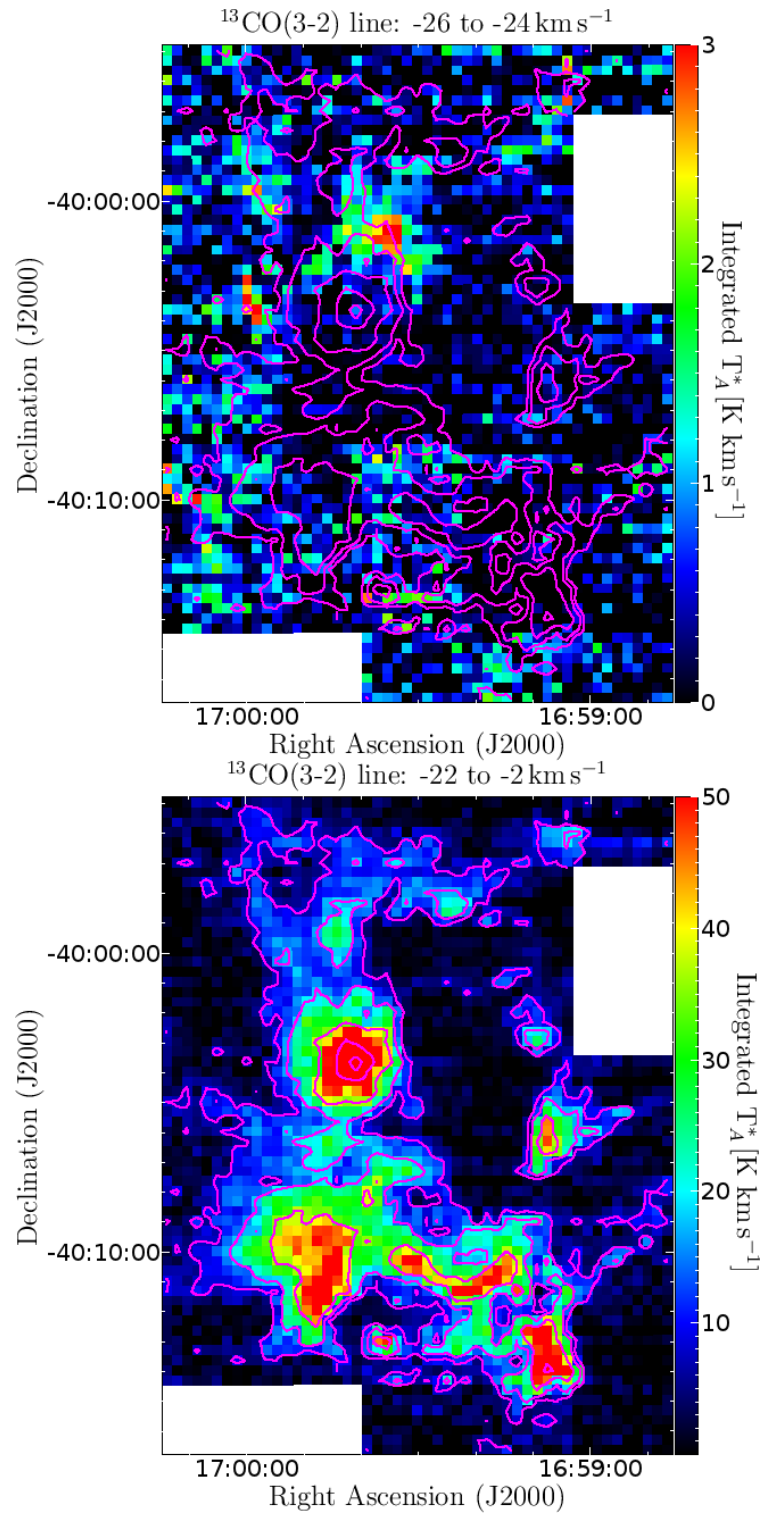 ¹³CO(3-2) line: -26 to -24 km s⁻¹
3
-40:00:00
2
1
-40:10:00
0
Declination (J2000)
Integrated T*A [K km s⁻¹]
17:00:00 16:59:00
Right Ascension (J2000)
¹³CO(3-2) line: -22 to -2 km s⁻¹
50
40
-40:00:00
30
20
-40:10:00
10
Declination (J2000)
Integrated T*A [K km s⁻¹]
17:00:00 16:59:00
Right Ascension (J2000)